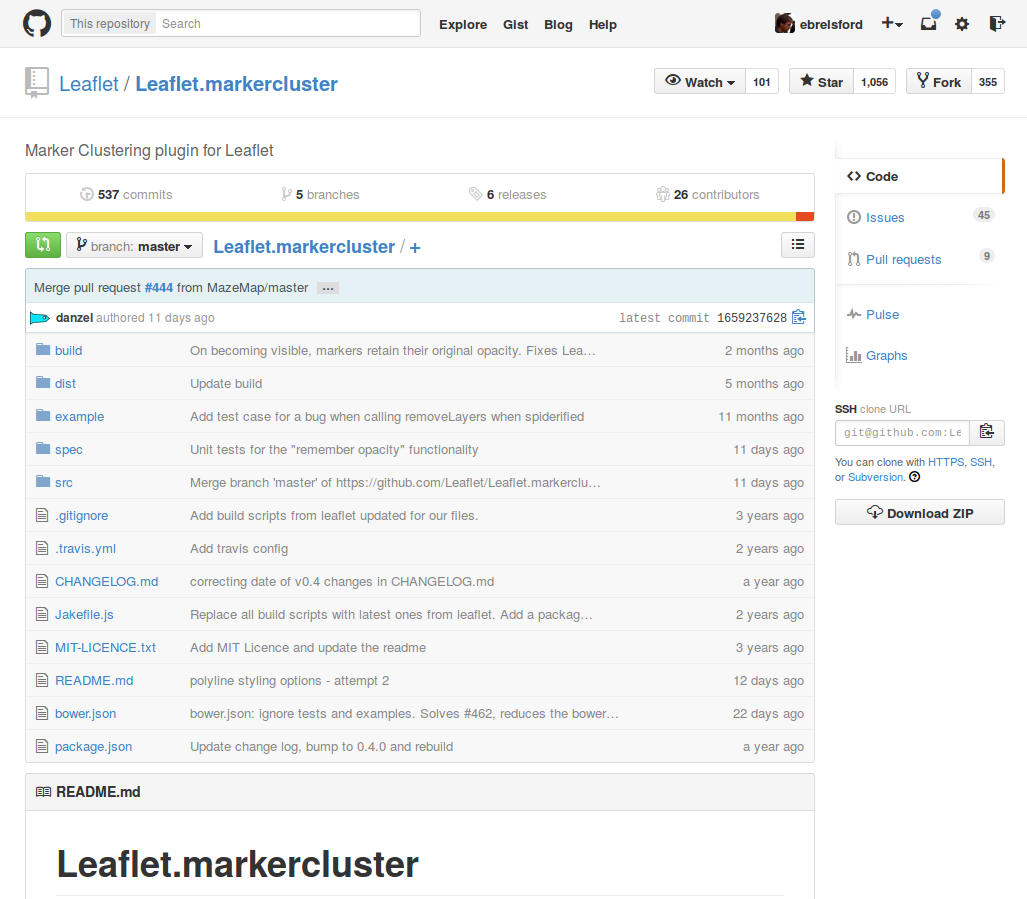 This repository Search Explore Gist Blog Help ebrelsford
Leaflet / Leaflet.markercluster Watch 101 Star 1,056 Fork 355
Marker Clustering plugin for Leaflet
537 commits 5 branches 6 releases 26 contributors
branch: master Leaflet.markercluster / +
Merge pull request #444 from MazeMap/master ...
danzel authored 11 days ago latest commit 1659237628
build On becoming visible, markers retain their original opacity. Fixes Lea… 2 months ago
dist Update build 5 months ago
example Add test case for a bug when calling removeLayers when spiderified 11 months ago
spec Unit tests for the "remember opacity" functionality 11 days ago
src Merge branch 'master' of https://github.com/Leaflet/Leaflet.markerclu… 11 days ago
.gitignore Add build scripts from leaflet updated for our files. 3 years ago
.travis.yml Add travis config 2 years ago
CHANGELOG.md correcting date of v0.4 changes in CHANGELOG.md a year ago
Jakefile.js Replace all build scripts with latest ones from leaflet. Add a packag… 2 years ago
MIT-LICENCE.txt Add MIT Licence and update the readme 3 years ago
README.md polyline styling options - attempt 2 12 days ago
bower.json bower.json: ignore tests and examples. Solves #462, reduces the bower… 22 days ago
package.json Update change log, bump to 0.4.0 and rebuild a year ago
README.md
Leaflet.markercluster
Code
Issues 45
Pull requests 9
Pulse
Graphs
SSH clone URL
git@github.com:Le
You can clone with HTTPS, SSH,
or Subversion.
Download ZIP